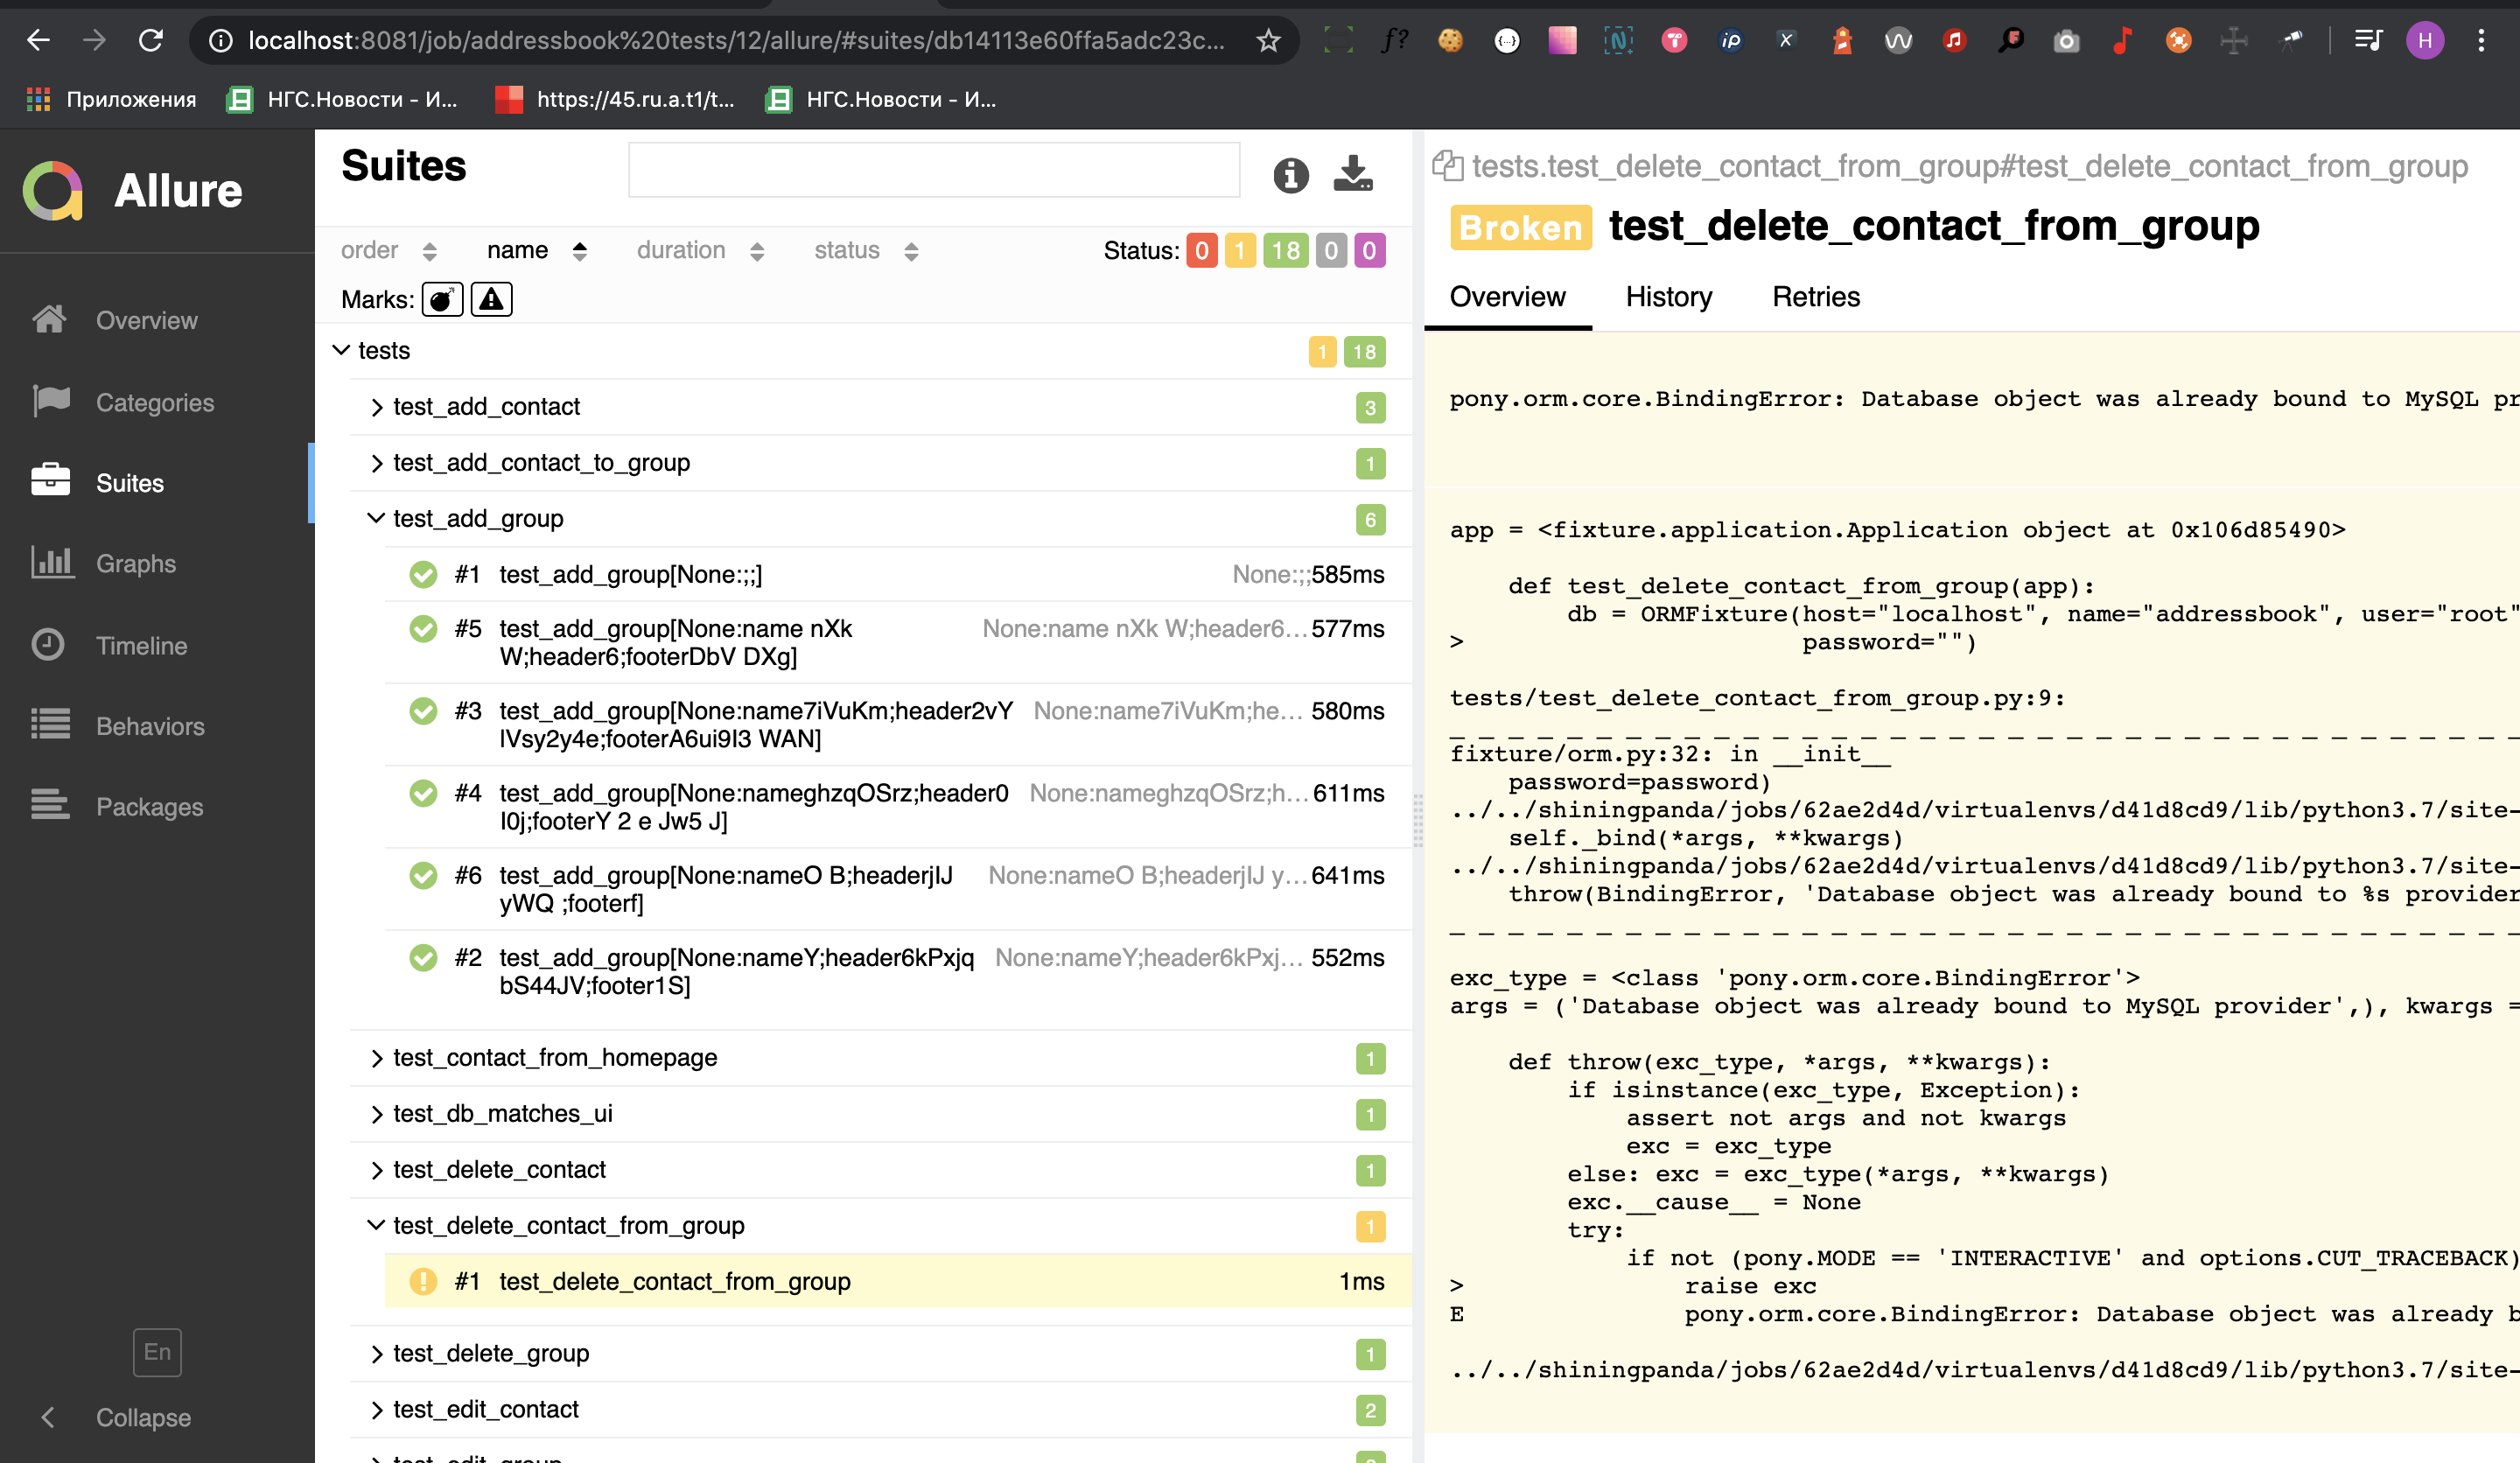 localhost:8081/job/addressbook%20tests/12/allure/#suites/db14113e60ffa5adc23c...
Приложения
НГС.Новости - И...
https://45.ru.a.t1/t...
НГС.Новости - И...
Allure
Overview
Categories
Suites
Graphs
Timeline
Behaviors
Packages
En
Collapse
Suites
order name duration status Status: 0 1 18 0 0
Marks:
tests 1 18
test_add_contact 3
test_add_contact_to_group 1
test_add_group 6
#1 test_add_group[None:;;] None:;;585ms
#5 test_add_group[None:name nXk None:name nXk W;header6... 577ms
W;header6;footerDbV DXg]
#3 test_add_group[None:name7iVuKm;header2vY None:name7iVuKm;he... 580ms
lVsy2y4e;footerA6ui9I3 WAN]
#4 test_add_group[None:nameghzqOSrz;header0 None:nameghzqOSrz;h... 611ms
I0j;footerY 2 e Jw5 J]
#6 test_add_group[None:nameO B;headerjIJ None:nameO B;headerjIJ y... 641ms
yWQ ;footerf]
#2 test_add_group[None:nameY;header6kPxjq None:nameY;header6kPxj... 552ms
bS44JV;footer1S]
test_contact_from_homepage 1
test_db_matches_ui 1
test_delete_contact 1
test_delete_contact_from_group 1
#1 test_delete_contact_from_group 1ms
test_delete_group 1
test_edit_contact 2
tests.test_delete_contact_from_group#test_delete_contact_from_group
Broken test_delete_contact_from_group
Overview History Retries
pony.orm.core.BindingError: Database object was already bound to MySQL pr
app = <fixture.application.Application object at 0x106d85490>
def test_delete_contact_from_group(app):
db = ORMFixture(host="localhost", name="addressbook", user="root"
> password="")
tests/test_delete_contact_from_group.py:9:
_ _ _ _ _ _ _ _ _ _ _ _ _ _ _ _ _ _ _ _ _ _ _ _ _ _ _ _ _ _ _ _ _ _ _ _ _
fixture/orm.py:32: in __init__
password=password)
../../shiningpanda/jobs/62ae2d4d/virtualenvs/d41d8cd9/lib/python3.7/site-
self._bind(*args, **kwargs)
../../shiningpanda/jobs/62ae2d4d/virtualenvs/d41d8cd9/lib/python3.7/site-
throw(BindingError, 'Database object was already bound to %s provider
_ _ _ _ _ _ _ _ _ _ _ _ _ _ _ _ _ _ _ _ _ _ _ _ _ _ _ _ _ _ _ _ _ _ _ _ _
exc_type = <class 'pony.orm.core.BindingError'>
args = ('Database object was already bound to MySQL provider',), kwargs =
def throw(exc_type, *args, **kwargs):
if isinstance(exc_type, Exception):
assert not args and not kwargs
exc = exc_type
else: exc = exc_type(*args, **kwargs)
exc.__cause__ = None
try:
if not (pony.MODE == 'INTERACTIVE' and options.CUT_TRACEBACK)
> raise exc
E pony.orm.core.BindingError: Database object was already b
../../shiningpanda/jobs/62ae2d4d/virtualenvs/d41d8cd9/lib/python3.7/site-